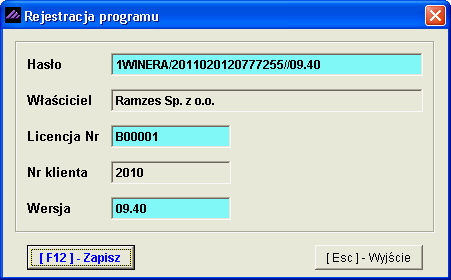 Rejestracja programu
Hasło 1WINERA/2011020120777255//09.40
Właściciel Ramzes Sp. z o.o.
Licencja Nr B00001
Nr klienta 2010
Wersja 09.40
[ F12 ] - Zapisz [ Esc ] - Wyjście